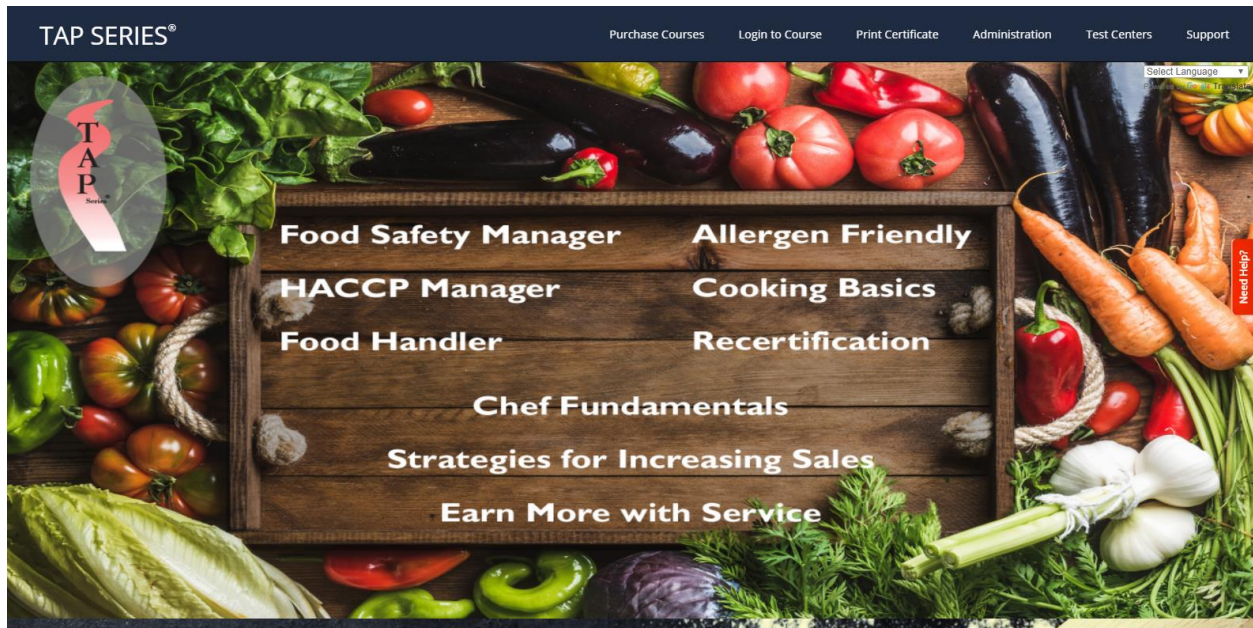 TAP SERIES®
Purchase Courses Login to Course Print Certificate Administration Test Centers Support
Select Language
Translate
T
A
P
Series®
Food Safety Manager Allergen Friendly
HACCP Manager Cooking Basics
Food Handler Recertification
Chef Fundamentals
Strategies for Increasing Sales
Earn More with Service
Need Help?